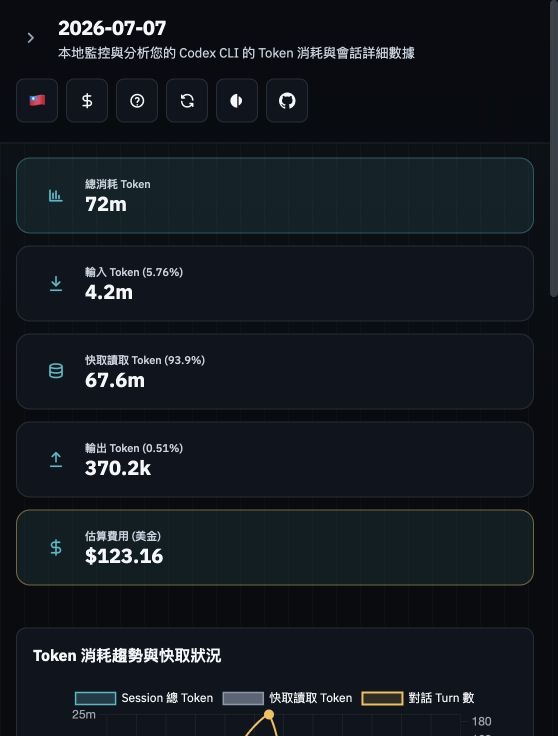 2026-07-07
本地監控與分析您的 Codex CLI 的 Token 消耗與會話詳細數據
$
總消耗 Token
72m
輸入 Token (5.76%)
4.2m
快取讀取 Token (93.9%)
67.6m
輸出 Token (0.51%)
370.2k
估算費用 (美金)
$123.16
Token 消耗趨勢與快取狀況
Session 總 Token 快取讀取 Token 對話 Turn 數
25m 180